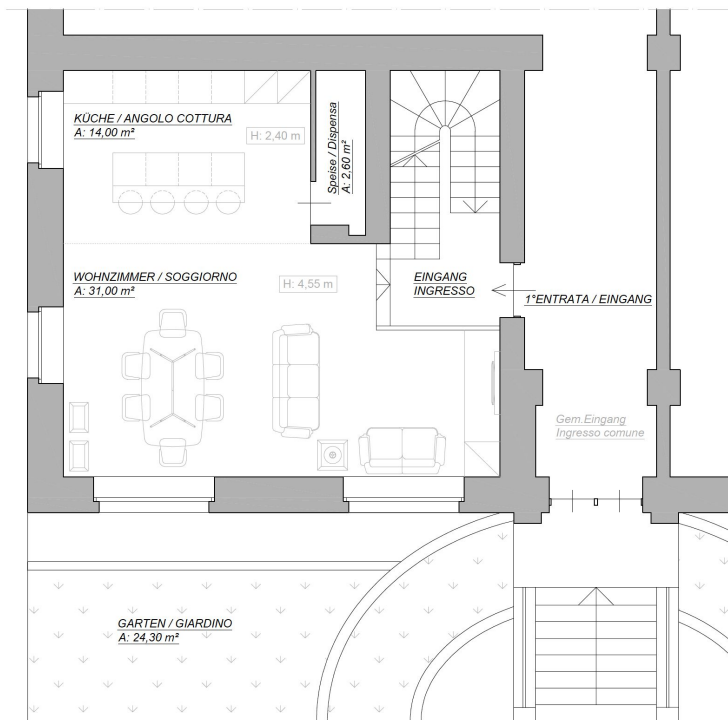 KÜCHE / ANGOLO COTTURA
A: 14,00 m²
H: 2,40 m
Speise / Dispensa
A: 2,60 m²
WOHNZIMMER / SOGGIORNO
A: 31,00 m²
H: 4,55 m
EINGANG
INGRESSO
1°ENTRATA / EINGANG
Gem.Eingang
Ingresso comune
GARTEN / GIARDINO
A: 24,30 m²